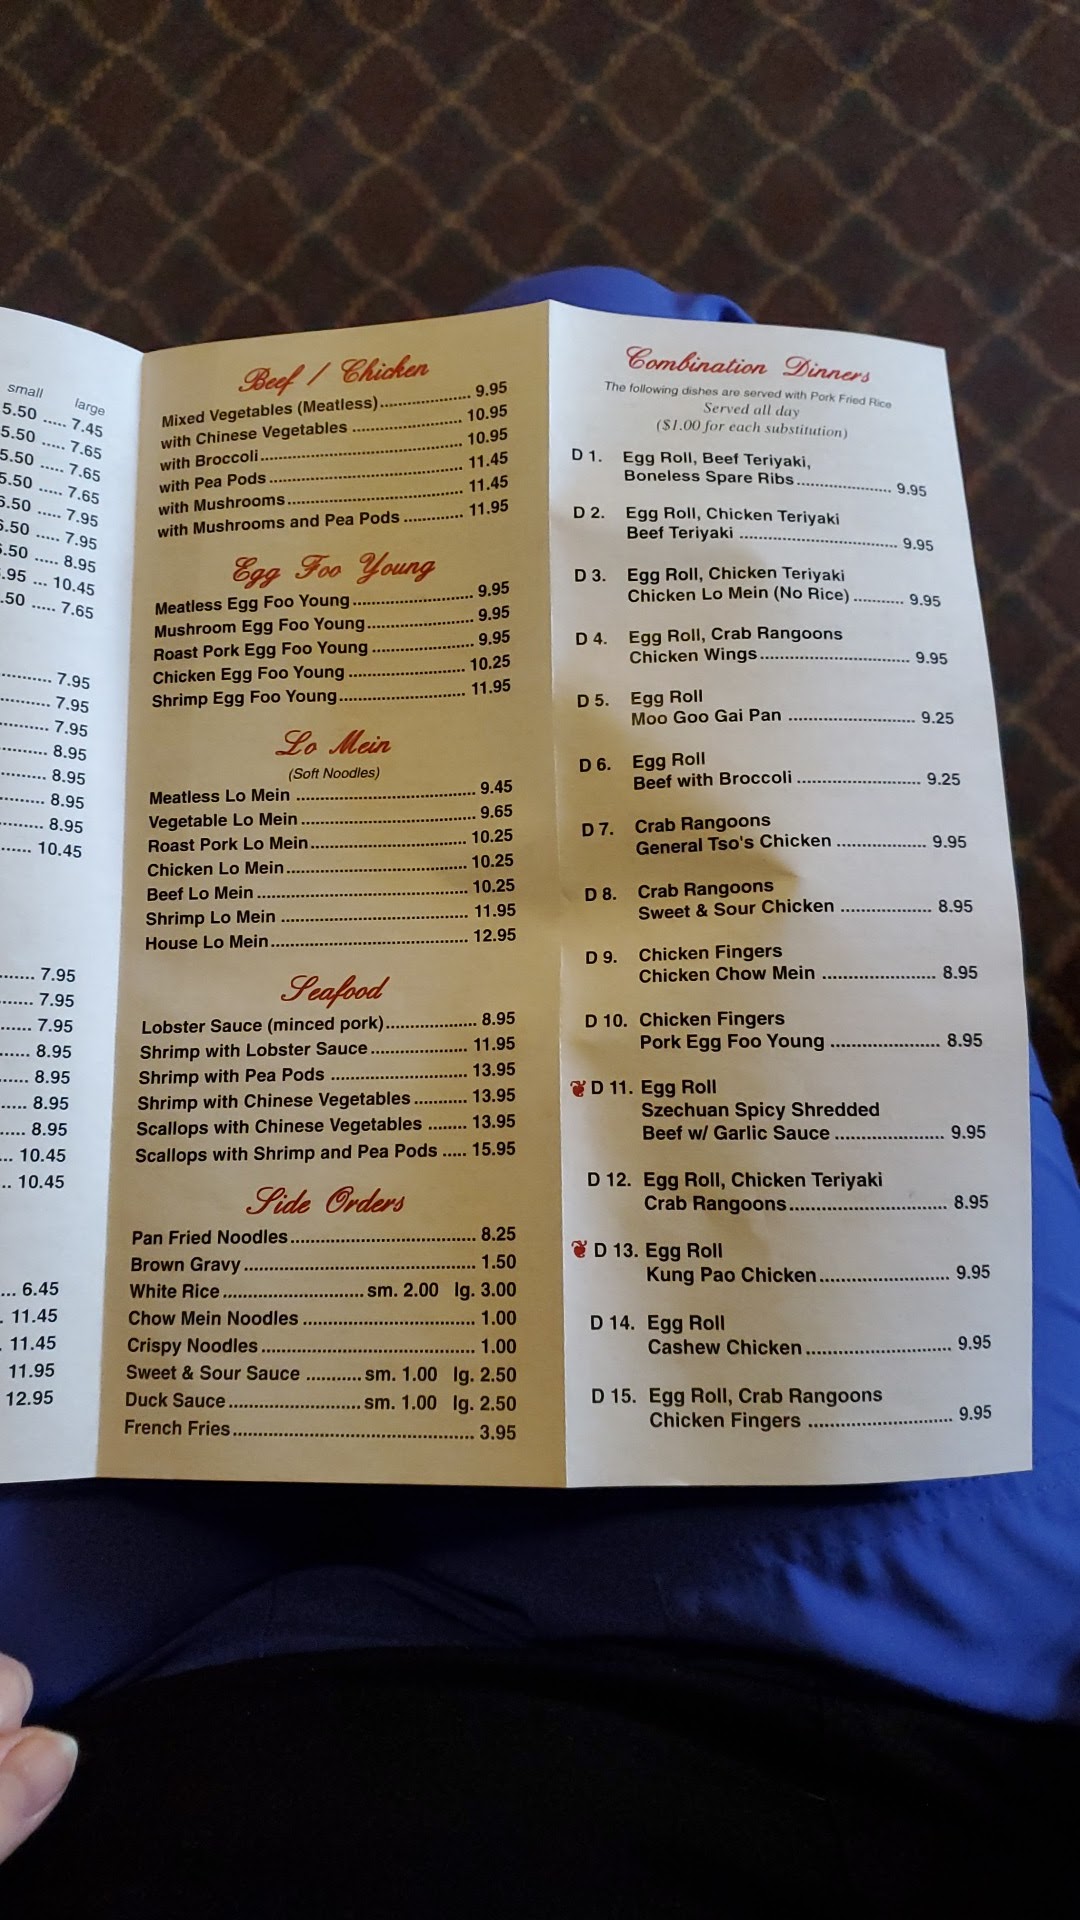 small large
5.50 ..... 7.45
5.50 ..... 7.65
5.50 ..... 7.65
5.50 ..... 7.65
..... 7.95
..... 7.95
..... 8.95
... 10.45
..... 7.65
........... 7.95
........... 7.95
........... 7.95
.......... 8.95
.......... 8.95
......... 8.95
........ 8.95
...... 10.45
....... 7.95
....... 7.95
...... 7.95
...... 8.95
...... 8.95
..... 8.95
..... 8.95
... 10.45
.. 10.45
... 6.45
. 11.45
. 11.45
11.95
12.95
Beef / Chicken
Mixed Vegetables (Meatless) 9.95
with Chinese Vegetables 10.95
with Broccoli 10.95
with Pea Pods 11.45
with Mushrooms 11.45
with Mushrooms and Pea Pods 11.95
Egg Foo Young
Meatless Egg Foo Young 9.95
Mushroom Egg Foo Young 9.95
Roast Pork Egg Foo Young 9.95
Chicken Egg Foo Young 10.25
Shrimp Egg Foo Young 11.95
Lo Mein
(Soft Noodles)
Meatless Lo Mein 9.45
Vegetable Lo Mein 9.65
Roast Pork Lo Mein 10.25
Chicken Lo Mein 10.25
Beef Lo Mein 10.25
Shrimp Lo Mein 11.95
House Lo Mein 12.95
Seafood
Lobster Sauce (minced pork) 8.95
Shrimp with Lobster Sauce 11.95
Shrimp with Pea Pods 13.95
Shrimp with Chinese Vegetables 13.95
Scallops with Chinese Vegetables 13.95
Scallops with Shrimp and Pea Pods 15.95
Side Orders
Pan Fried Noodles 8.25
Brown Gravy 1.50
White Rice sm. 2.00 lg. 3.00
Chow Mein Noodles 1.00
Crispy Noodles 1.00
Sweet & Sour Sauce sm. 1.00 lg. 2.50
Duck Sauce sm. 1.00 lg. 2.50
French Fries 3.95
Combination Dinners
The following dishes are served with Pork Fried Rice
Served all day
($1.00 for each substitution)
D 1. Egg Roll, Beef Teriyaki,
Boneless Spare Ribs 9.95
D 2. Egg Roll, Chicken Teriyaki
Beef Teriyaki 9.95
D 3. Egg Roll, Chicken Teriyaki
Chicken Lo Mein (No Rice) 9.95
D 4. Egg Roll, Crab Rangoons
Chicken Wings 9.95
D 5. Egg Roll
Moo Goo Gai Pan 9.25
D 6. Egg Roll
Beef with Broccoli 9.25
D 7. Crab Rangoons
General Tso's Chicken 9.95
D 8. Crab Rangoons
Sweet & Sour Chicken 8.95
D 9. Chicken Fingers
Chicken Chow Mein 8.95
D 10. Chicken Fingers
Pork Egg Foo Young 8.95
D 11. Egg Roll
Szechuan Spicy Shredded
Beef w/ Garlic Sauce 9.95
D 12. Egg Roll, Chicken Teriyaki
Crab Rangoons 8.95
D 13. Egg Roll
Kung Pao Chicken 9.95
D 14. Egg Roll
Cashew Chicken 9.95
D 15. Egg Roll, Crab Rangoons
Chicken Fingers 9.95